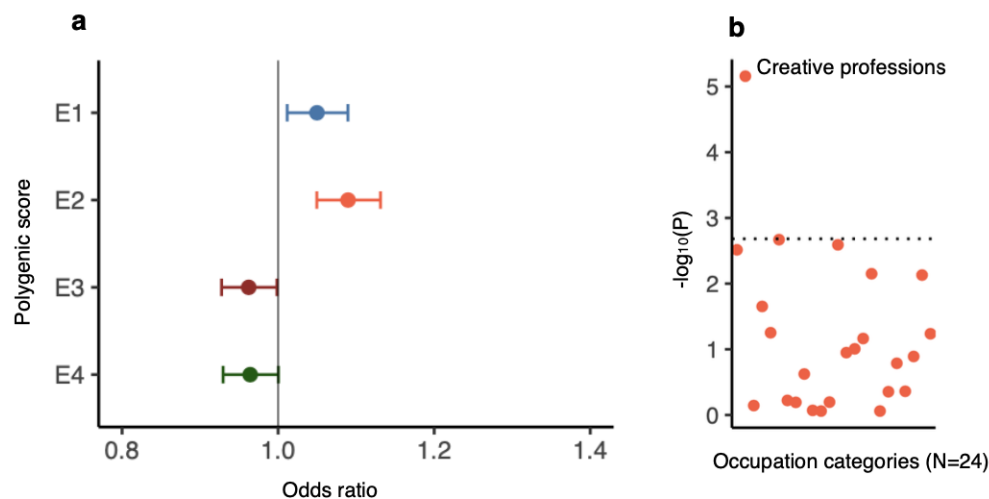 a
E1
E2
E3
E4
Polygenic score
0.8 1.0 1.2 1.4
Odds ratio
b
Creative professions
5
4
3
2
1
0
-log10(P)
Occupation categories (N=24)